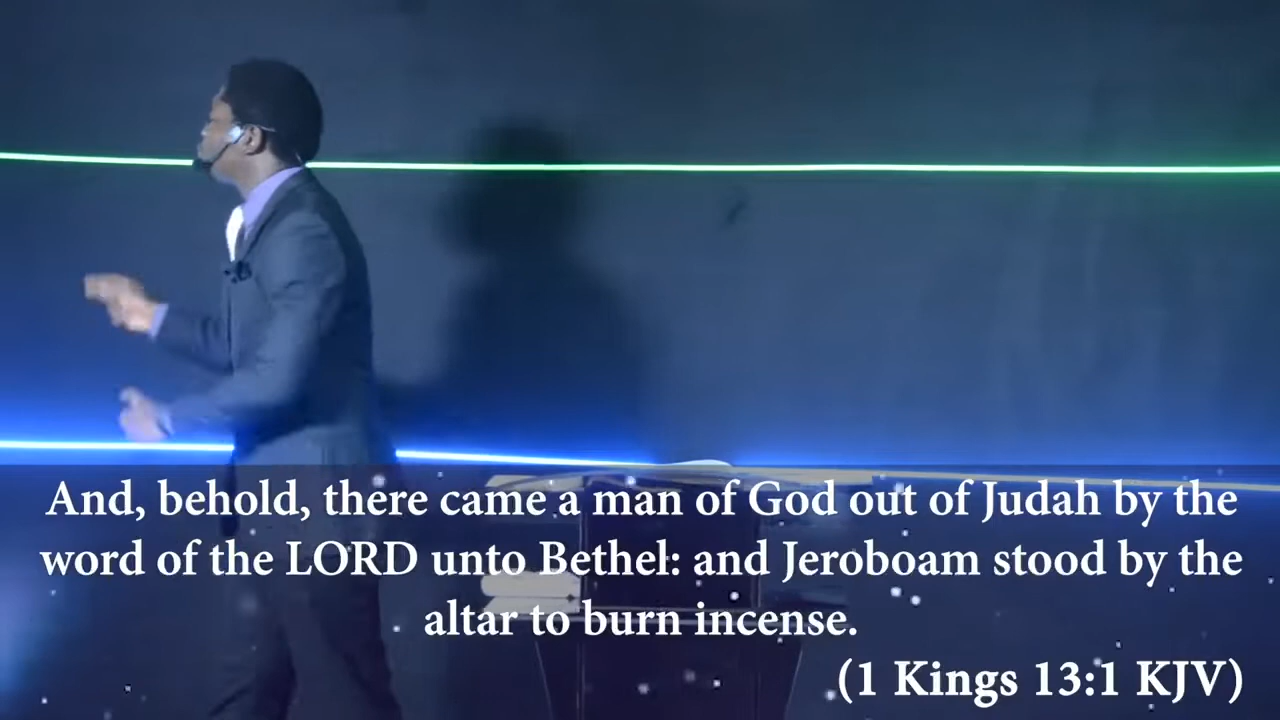 And, behold, there came a man of God out of Judah by the
word of the LORD unto Bethel: and Jeroboam stood by the
altar to burn incense.
(1 Kings 13:1 KJV)